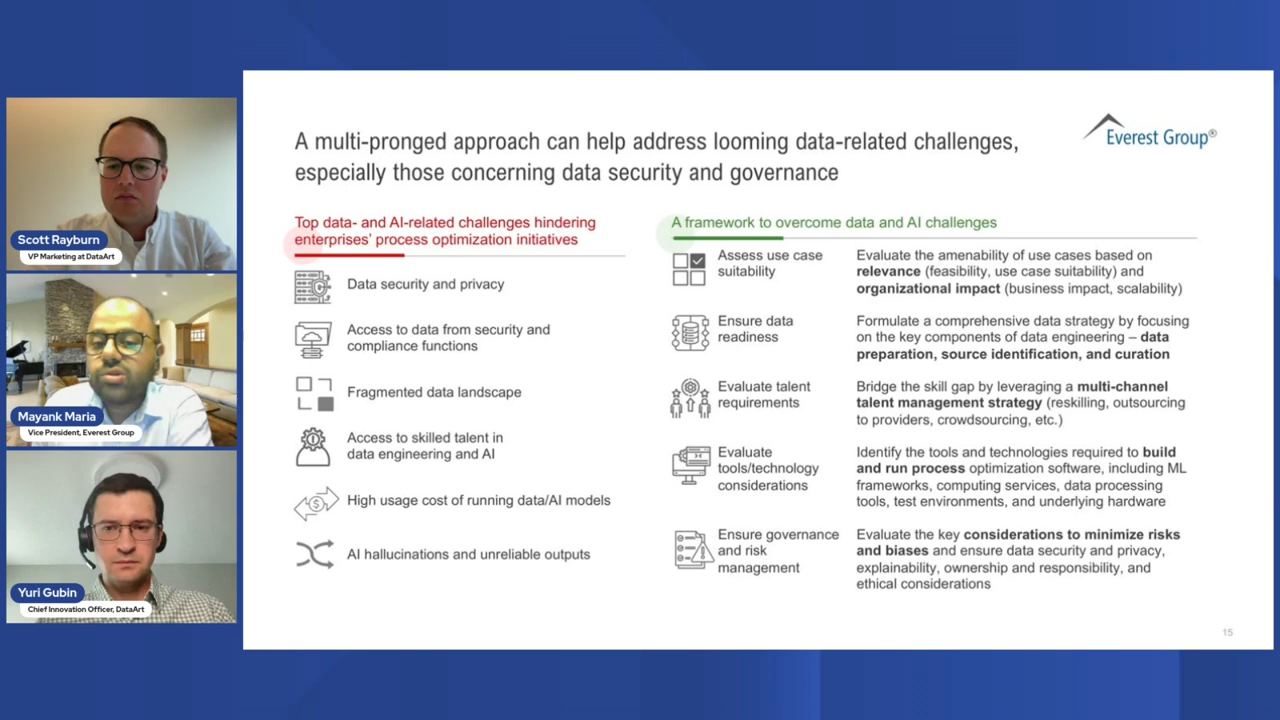 Scott Rayburn
VP Marketing at DataArt
Mayank Maria
Vice President, Everest Group
Yuri Gubin
Chief Innovation Officer, DataArt
A multi-pronged approach can help address looming data-related challenges,
especially those concerning data security and governance
Everest Group®
Top data- and AI-related challenges hindering
enterprises' process optimization initiatives
Data security and privacy
Access to data from security and
compliance functions
Fragmented data landscape
Access to skilled talent in
data engineering and AI
High usage cost of running data/AI models
AI hallucinations and unreliable outputs
A framework to overcome data and AI challenges
Assess use case
suitability
Evaluate the amenability of use cases based on
relevance (feasibility, use case suitability) and
organizational impact (business impact, scalability)
Ensure data
readiness
Formulate a comprehensive data strategy by focusing
on the key components of data engineering – data
preparation, source identification, and curation
Evaluate talent
requirements
Bridge the skill gap by leveraging a multi-channel
talent management strategy (reskilling, outsourcing
to providers, crowdsourcing, etc.)
Evaluate
tools/technology
considerations
Identify the tools and technologies required to build
and run process optimization software, including ML
frameworks, computing services, data processing
tools, test environments, and underlying hardware
Ensure governance
and risk
management
Evaluate the key considerations to minimize risks
and biases and ensure data security and privacy,
explainability, ownership and responsibility, and
ethical considerations
15